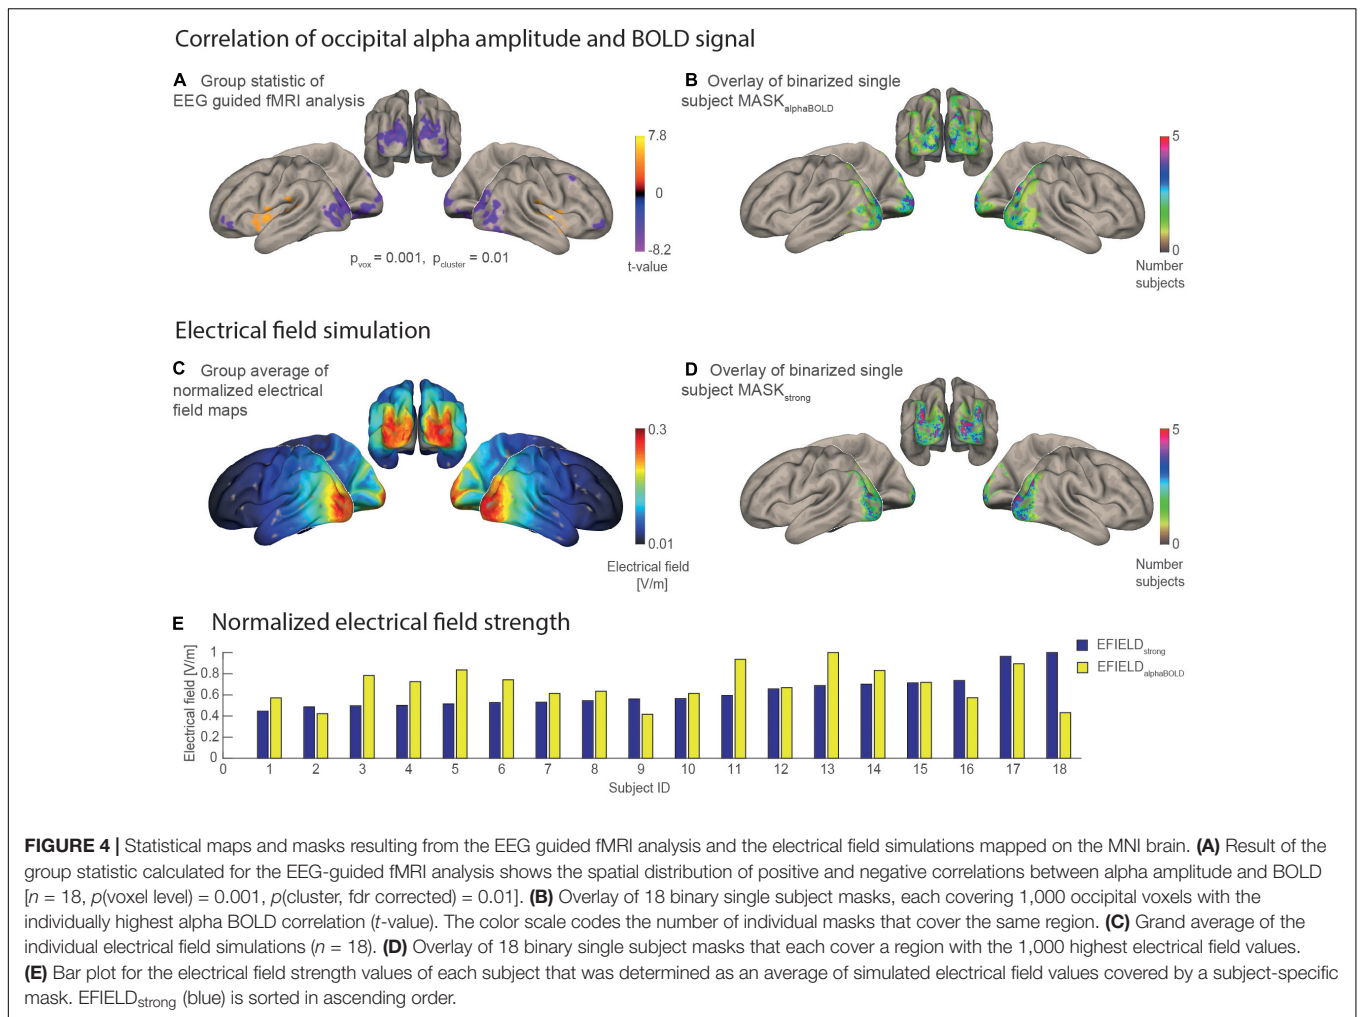 Correlation of occipital alpha amplitude and BOLD signal
A Group statistic of
EEG guided fMRI analysis
7.8
0
-8.2
t-value
pvox = 0.001, pcluster = 0.01
B Overlay of binarized single
subject MASKalphaBOLD
5
0
Number
subjects
Electrical field simulation
C Group average of
normalized electrical
field maps
0.3
0.01
Electrical field
[V/m]
D Overlay of binarized single
subject MASKstrong
5
0
Number
subjects
E Normalized electrical field strength
Electrical field [V/m]
1
0.8
0.6
0.4
0.2
0
0 1 2 3 4 5 6 7 8 9 10 11 12 13 14 15 16 17 18
Subject ID
EFIELDstrong
EFIELDalphaBOLD
FIGURE 4 | Statistical maps and masks resulting from the EEG guided fMRI analysis and the electrical field simulations mapped on the MNI brain. (A) Result of the
group statistic calculated for the EEG-guided fMRI analysis shows the spatial distribution of positive and negative correlations between alpha amplitude and BOLD
[n = 18, p(voxel level) = 0.001, p(cluster, fdr corrected) = 0.01]. (B) Overlay of 18 binary single subject masks, each covering 1,000 occipital voxels with the
individually highest alpha BOLD correlation (t-value). The color scale codes the number of individual masks that cover the same region. (C) Grand average of the
individual electrical field simulations (n = 18). (D) Overlay of 18 binary single subject masks that each cover a region with the 1,000 highest electrical field values.
(E) Bar plot for the electrical field strength values of each subject that was determined as an average of simulated electrical field values covered by a subject-specific
mask. EFIELDstrong (blue) is sorted in ascending order.